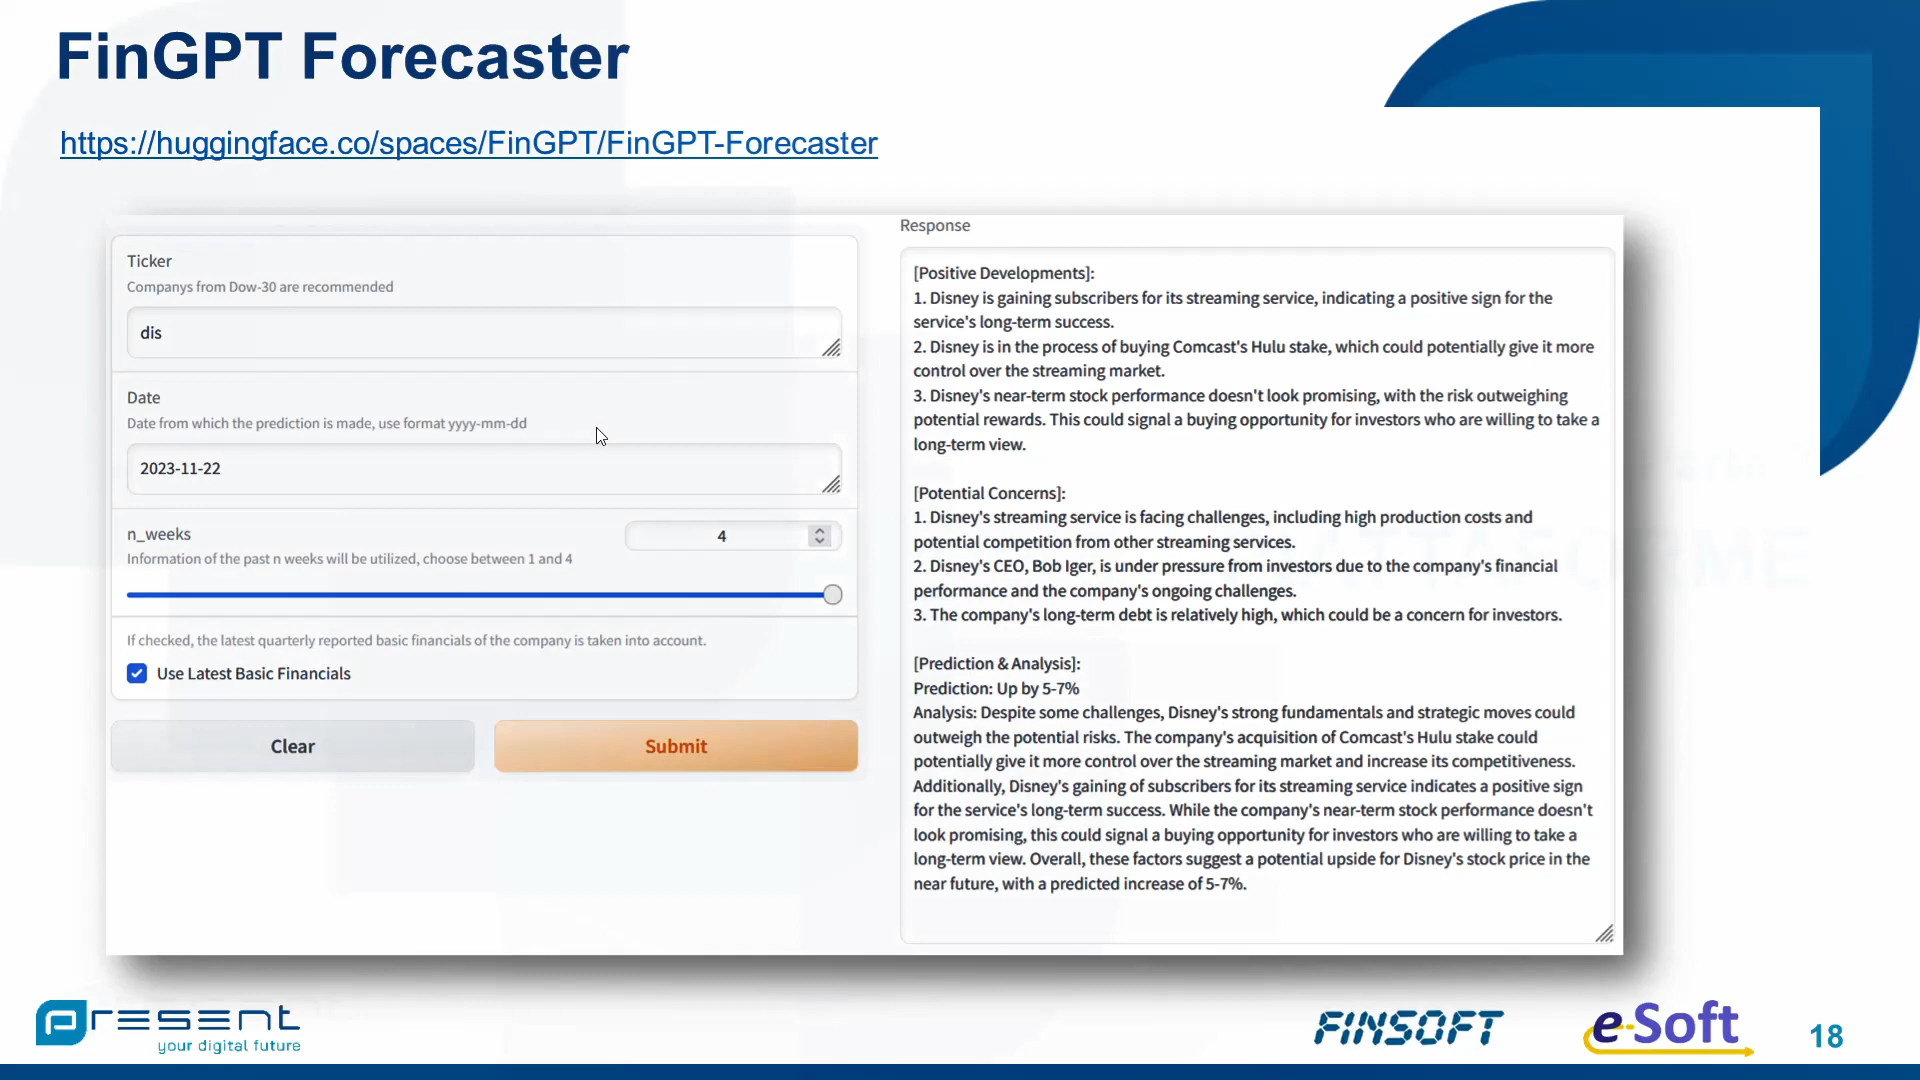 FinGPT Forecaster
https://huggingface.co/spaces/FinGPT/FinGPT-Forecaster
Ticker
Companys from Dow-30 are recommended
dis
Date
Date from which the prediction is made, use format yyyy-mm-dd
2023-11-22
n_weeks
4
Information of the past n weeks will be utilized, choose between 1 and 4
If checked, the latest quarterly reported basic financials of the company is taken into account.
Use Latest Basic Financials
Clear
Submit
Response
[Positive Developments]:
1. Disney is gaining subscribers for its streaming service, indicating a positive sign for the
service's long-term success.
2. Disney is in the process of buying Comcast's Hulu stake, which could potentially give it more
control over the streaming market.
3. Disney's near-term stock performance doesn't look promising, with the risk outweighing
potential rewards. This could signal a buying opportunity for investors who are willing to take a
long-term view.
[Potential Concerns]:
1. Disney's streaming service is facing challenges, including high production costs and
potential competition from other streaming services.
2. Disney's CEO, Bob Iger, is under pressure from investors due to the company's financial
performance and the company's ongoing challenges.
3. The company's long-term debt is relatively high, which could be a concern for investors.
[Prediction & Analysis]:
Prediction: Up by 5-7%
Analysis: Despite some challenges, Disney's strong fundamentals and strategic moves could
outweigh the potential risks. The company's acquisition of Comcast's Hulu stake could
potentially give it more control over the streaming market and increase its competitiveness.
Additionally, Disney's gaining of subscribers for its streaming service indicates a positive sign
for the service's long-term success. While the company's near-term stock performance doesn't
look promising, this could signal a buying opportunity for investors who are willing to take a
long-term view. Overall, these factors suggest a potential upside for Disney's stock price in the
near future, with a predicted increase of 5-7%.
present
your digital future
FINSOFT
e-Soft
18